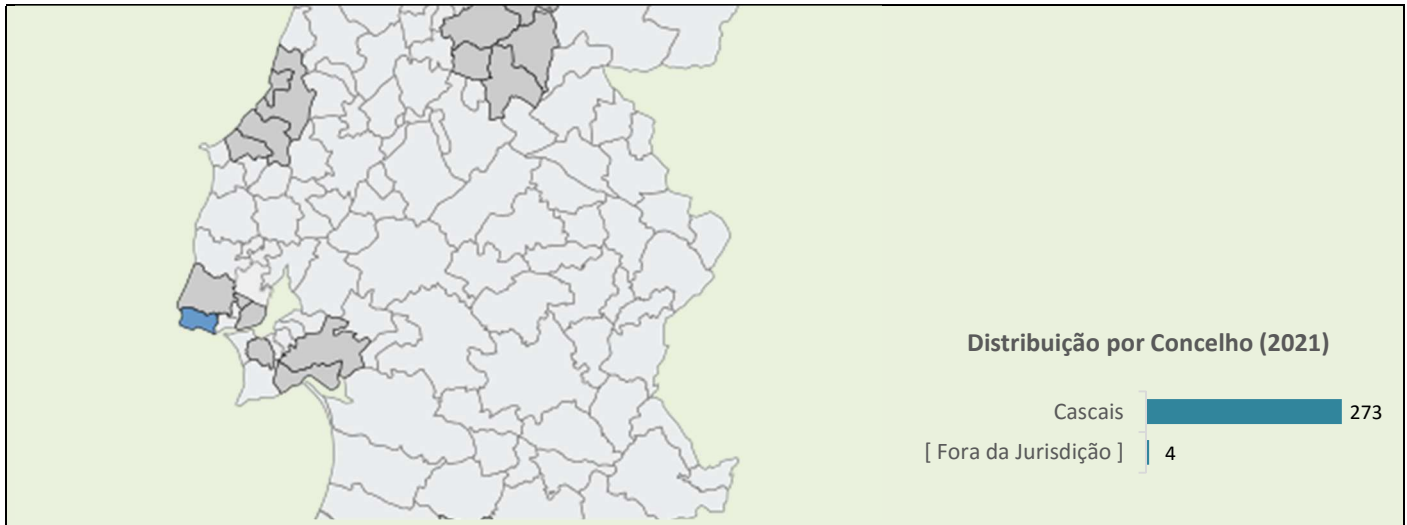 Distribuição por Concelho (2021)
Cascais 273
[ Fora da Jurisdição ] 4